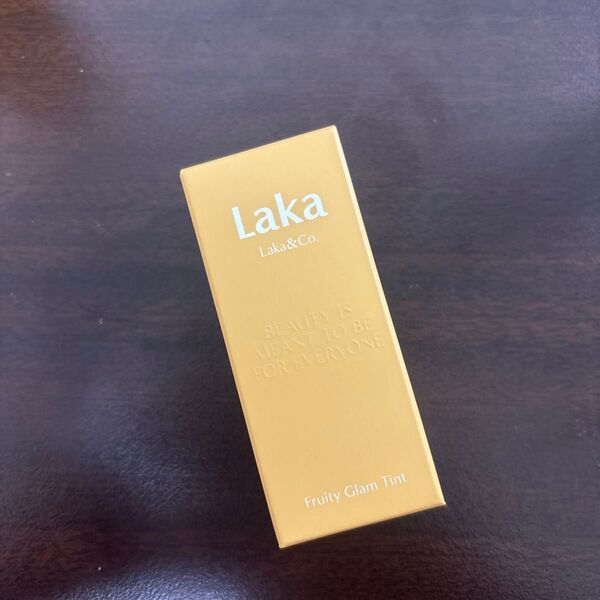 Laka
Laka&Co.
BEAUTY IS
MEANT TO BE
FOR EVERYONE
Fruity Glam Tint